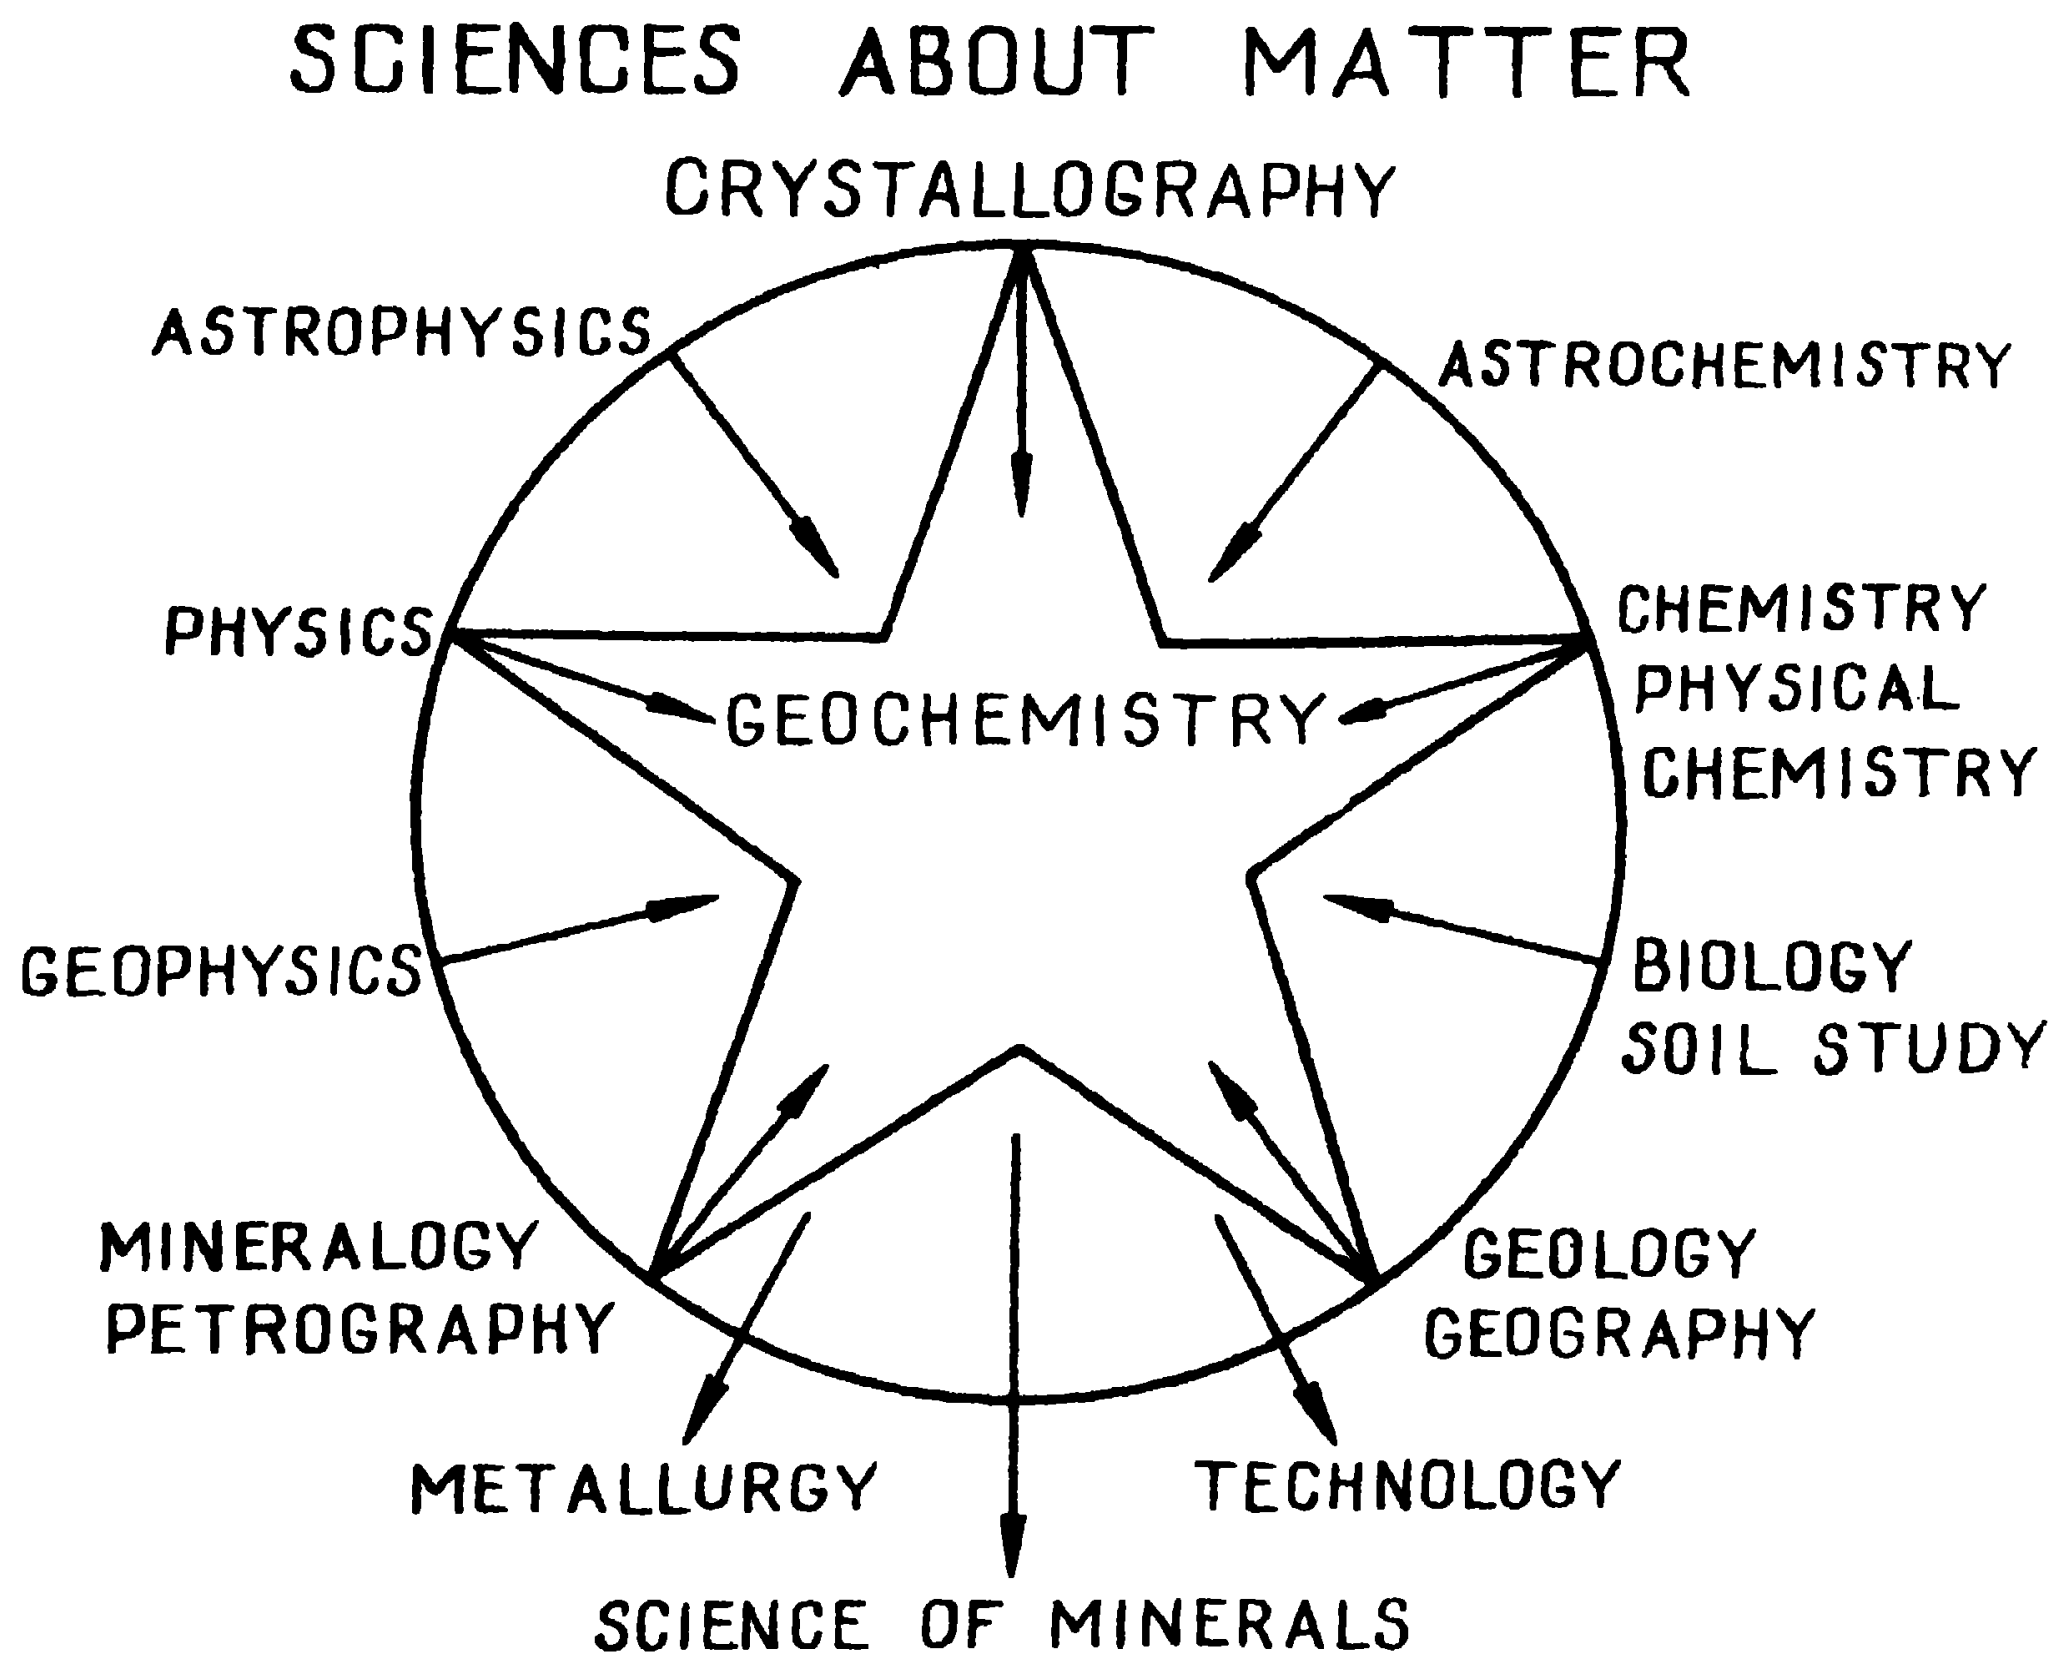 SCIENCES ABOUT MATTER
CRYSTALLOGRAPHY
ASTROPHYSICS
ASTROCHEMISTRY
PHYSICS
CHEMISTRY
PHYSICAL
CHEMISTRY
GEOCHEMISTRY
GEOPHYSICS
BIOLOGY
SOIL STUDY
MINERALOGY
PETROGRAPHY
GEOLOGY
GEOGRAPHY
METALLURGY
TECHNOLOGY
SCIENCE OF MINERALS